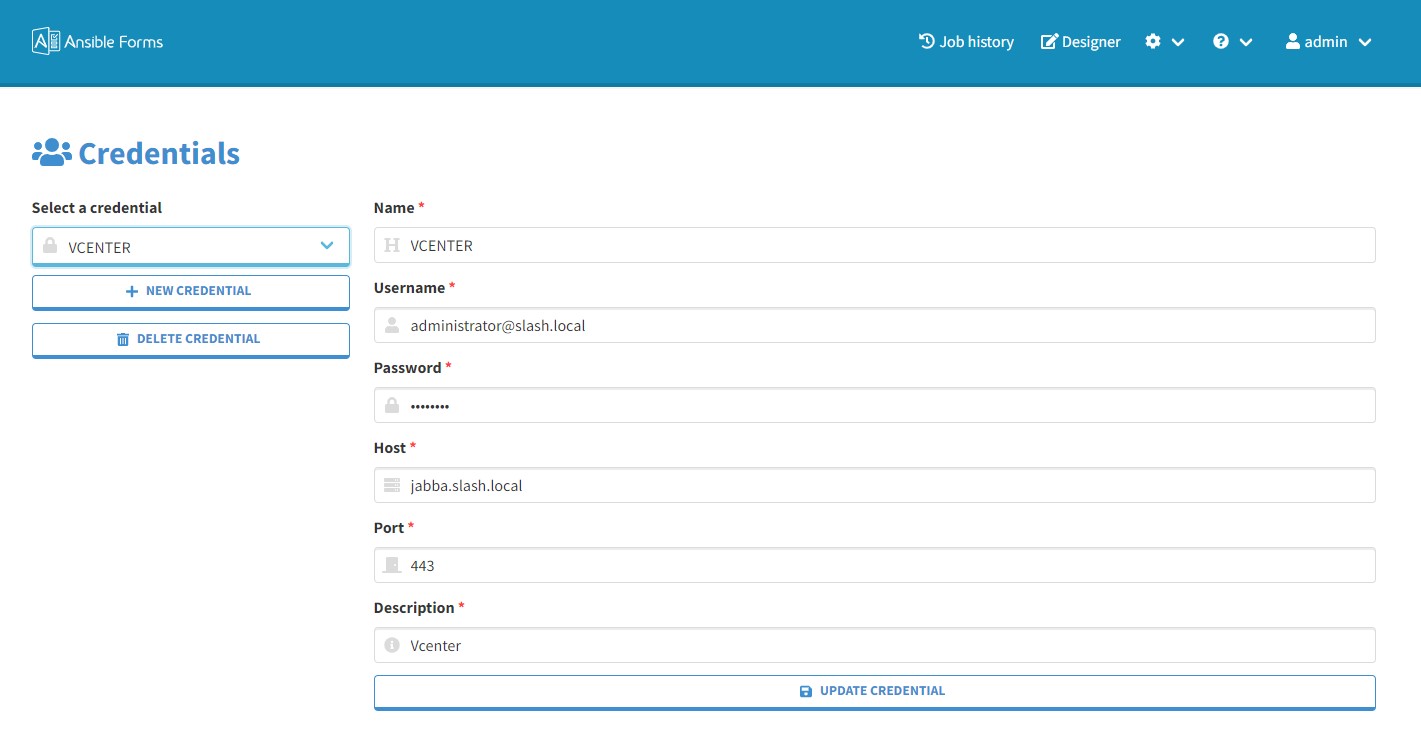 Ansible Forms
Job history
Designer
admin
Credentials
Select a credential
VCENTER
NEW CREDENTIAL
DELETE CREDENTIAL
Name *
VCENTER
Username *
administrator@slash.local
Password *
••••••••
Host *
jabba.slash.local
Port *
443
Description *
Vcenter
UPDATE CREDENTIAL